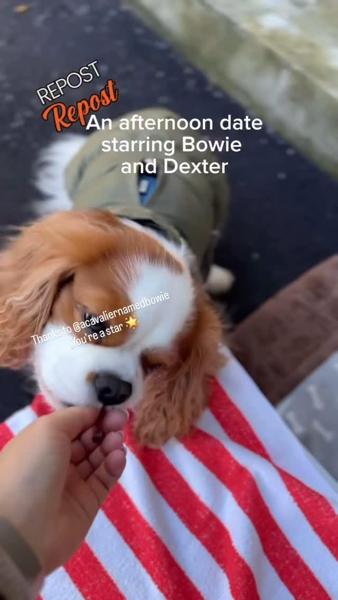 REPOST
Repost
An afternoon date
starring Bowie
and Dexter
Thanks to @acavaliernamedbowie
You're a star 🌟